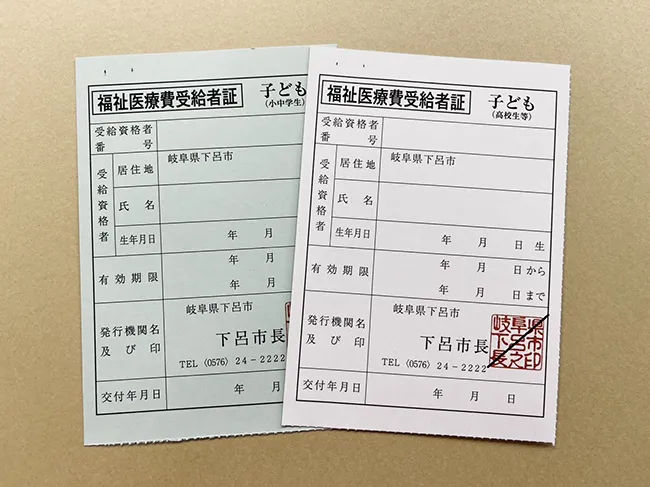 福祉医療費受給者証
子ども
(小中学生)
受給資格者
番号
受給資格者
居住地
岐阜県下呂市
氏名
生年月日
年 月
有効期限
年 月
年 月
発行機関名
及び印
岐阜県下呂市
下呂市長
TEL (0576) 24-2222
交付年月日
年 月
福祉医療費受給者証
子ども
(高校生等)
受給資格者
番号
受給資格者
居住地
岐阜県下呂市
氏名
生年月日
年 月 日生
有効期限
年 月 日から
年 月 日まで
発行機関名
及び印
岐阜県下呂市
下呂市長
TEL (0576) 24-2222
岐阜県
下呂市
長之印
交付年月日
年 月 日